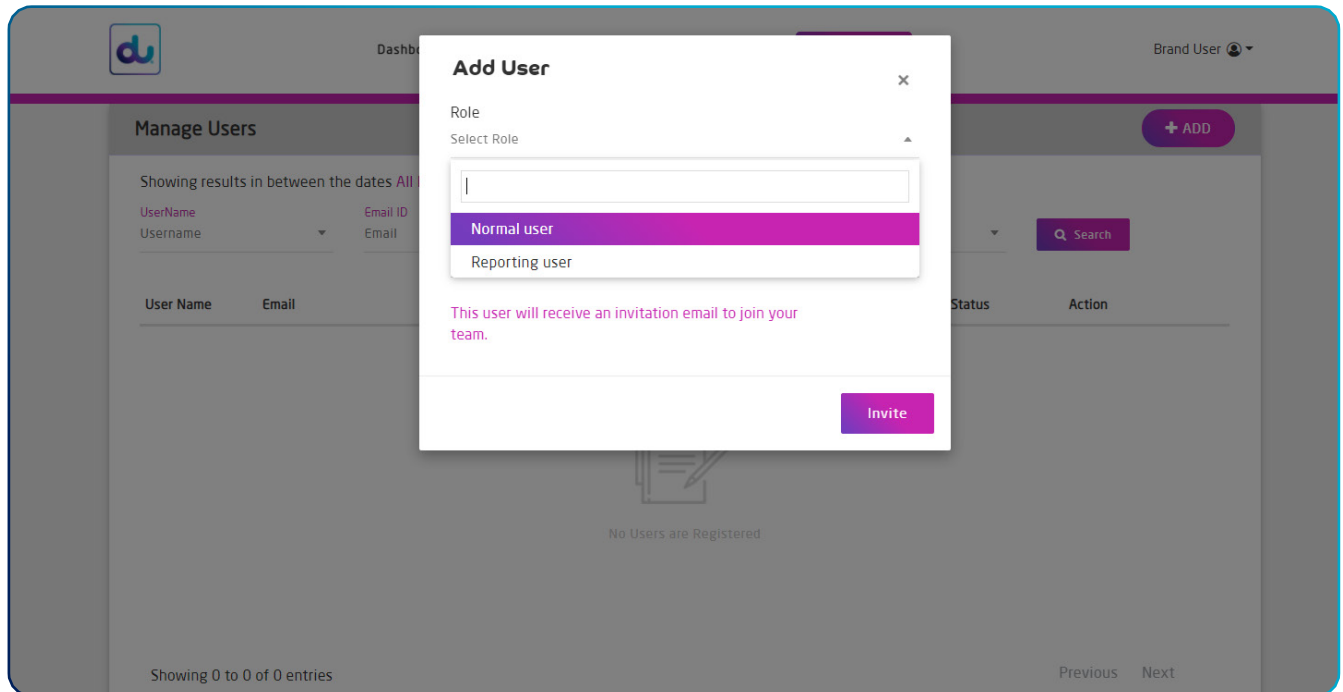 du
Dashbo
Brand User
Add User
×
Role
Select Role
Manage Users
+ ADD
Showing results in between the dates All
UserName
Email ID
Username
Email
Search
Normal user
Reporting user
User Name
Email
Status
Action
This user will receive an invitation email to join your
team.
Invite
No Users are Registered
Showing 0 to 0 of 0 entries
Previous
Next